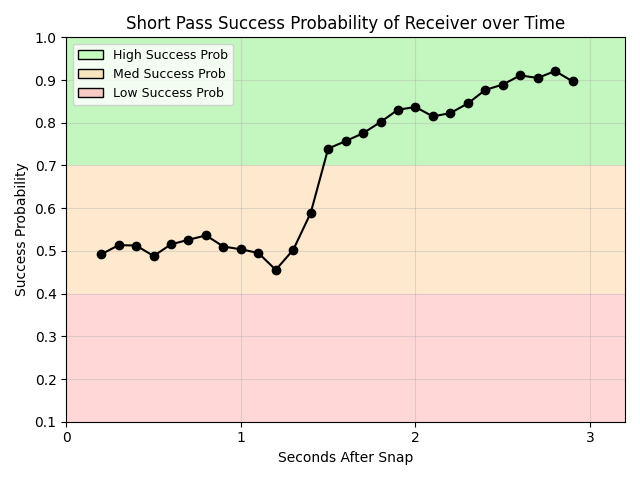 Short Pass Success Probability of Receiver over Time
1.0
High Success Prob
Med Success Prob
Low Success Prob
0.9
0.8
0.7
0.6
0.5
0.4
0.3
0.2
0.1
Success Probability
0 1 2 3
Seconds After Snap